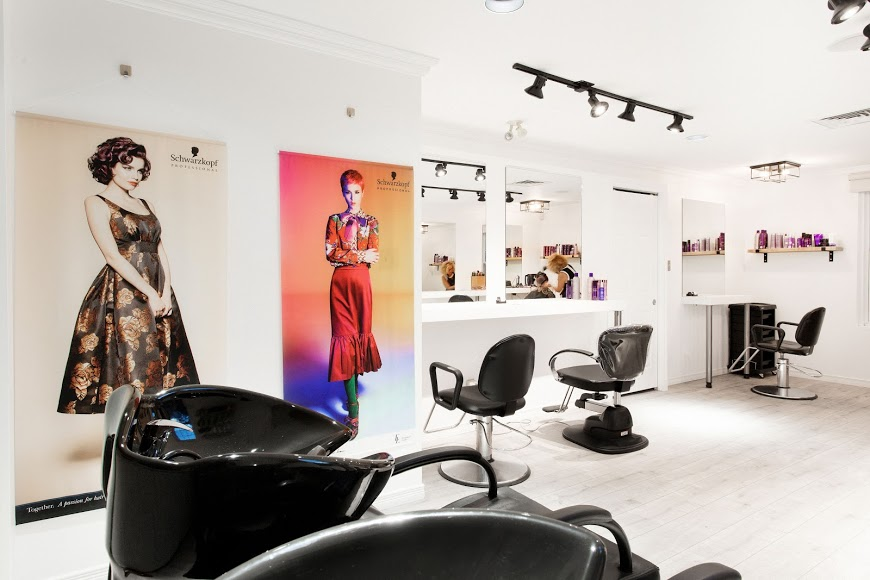 Schwarzkopf
PROFESSIONAL
Together. A passion for hair
Schwarzkopf
PROFESSIONAL